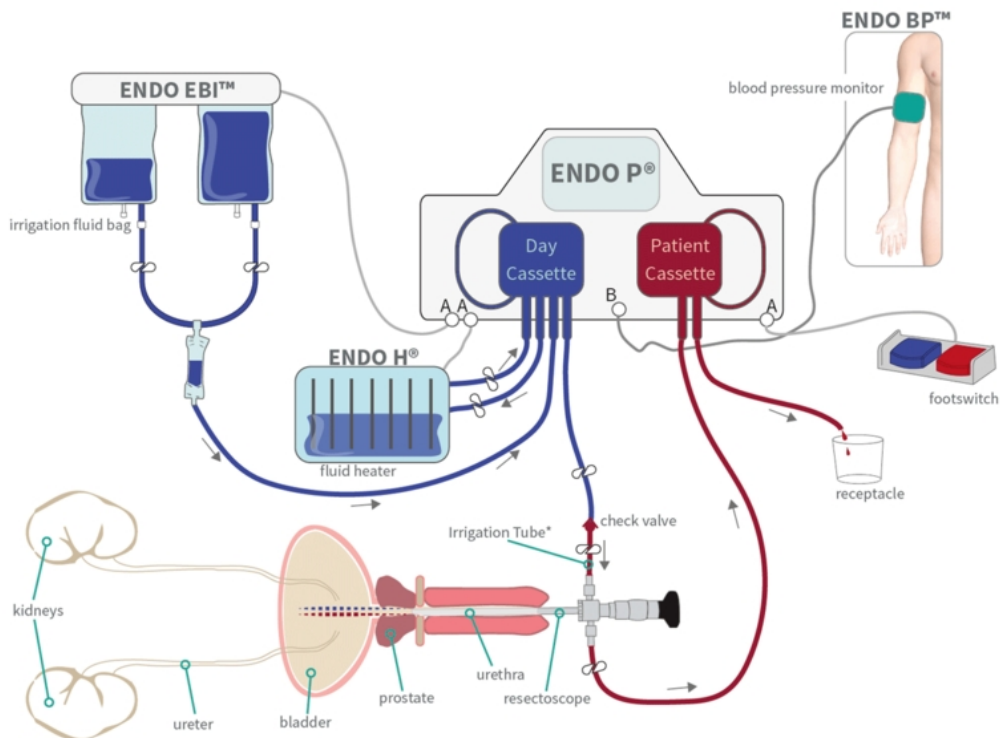 ENDO BP™
blood pressure monitor
ENDO EBI™
irrigation fluid bag
ENDO P®
Day
Cassette
Patient
Cassette
A
A
B
A
ENDO H®
fluid heater
footswitch
receptacle
check valve
Irrigation Tube*
kidneys
ureter
bladder
prostate
urethra
resectoscope